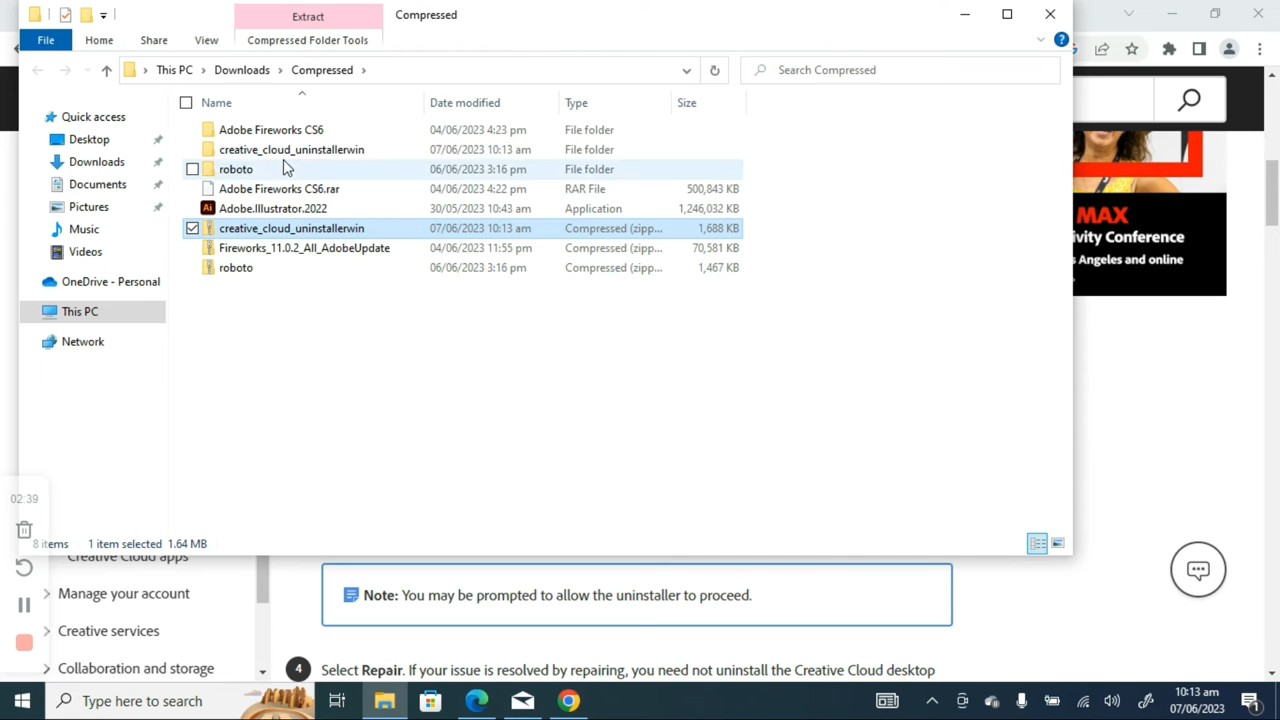 Extract
Compressed
File
Home
Share
View
Compressed Folder Tools
This PC
Downloads
Compressed
Search Compressed
Name
Date modified
Type
Size
Quick access
Desktop
Downloads
Documents
Pictures
Music
Videos
OneDrive - Personal
This PC
Network
Adobe Fireworks CS6 04/06/2023 4:23 pm File folder
creative_cloud_uninstallerwin 07/06/2023 10:13 am File folder
roboto 06/06/2023 3:16 pm File folder
Adobe Fireworks CS6.rar 04/06/2023 4:22 pm RAR File 500,843 KB
Ai Adobe.Illustrator.2022 30/05/2023 10:43 am Application 1,246,032 KB
creative_cloud_uninstallerwin 07/06/2023 10:13 am Compressed (zipp... 1,688 KB
Fireworks_11.0.2_All_AdobeUpdate 04/06/2023 11:55 pm Compressed (zipp... 70,581 KB
roboto 06/06/2023 3:16 pm Compressed (zipp... 1,467 KB
MAX
ivity Conference
Angeles and online
02:39
8 items 1 item selected 1.64 MB
Creative Cloud apps
Manage your account
Creative services
Collaboration and storage
Note: You may be prompted to allow the uninstaller to proceed.
4 Select Repair. If your issue is resolved by repairing, you need not uninstall the Creative Cloud desktop
Type here to search
10:13 am
07/06/2023
1